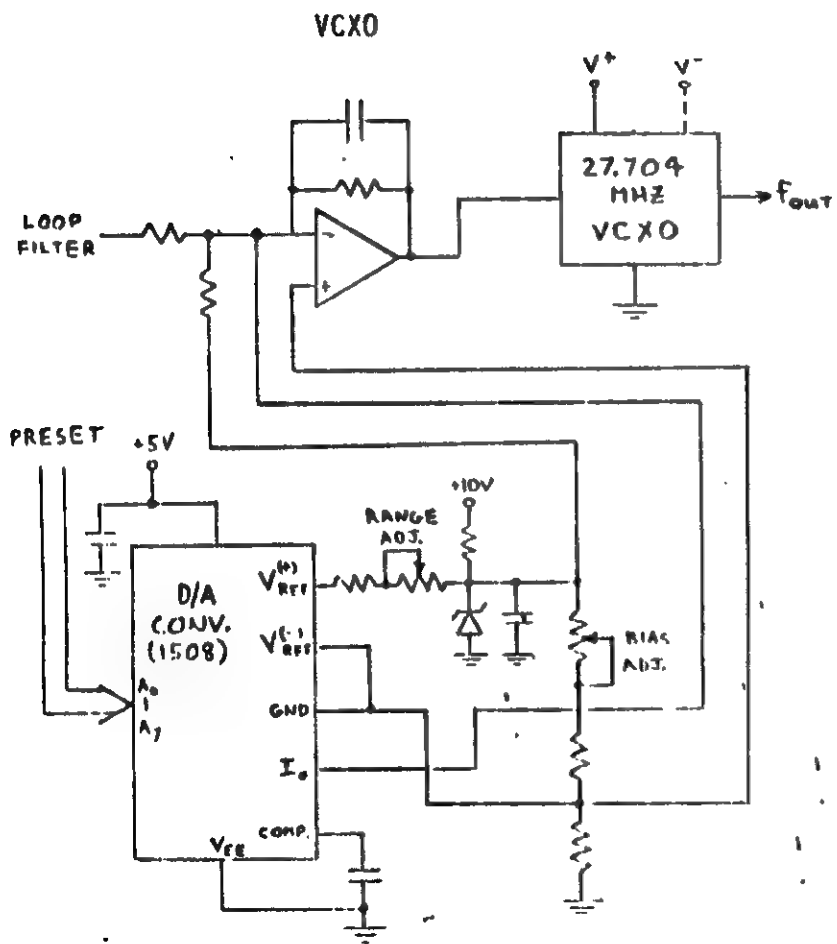 VCXO
V+
V-
27.704
MHZ
VCXO
fOUT
LOOP
FILTER
-
+
PRESET
+5V
+10V
RANGE
ADJ.
D/A
CONV.
(1508)
VREF(+)
VREF(-)
GND
Io
COMP.
VEE
A0
A7
BIAS
ADJ.